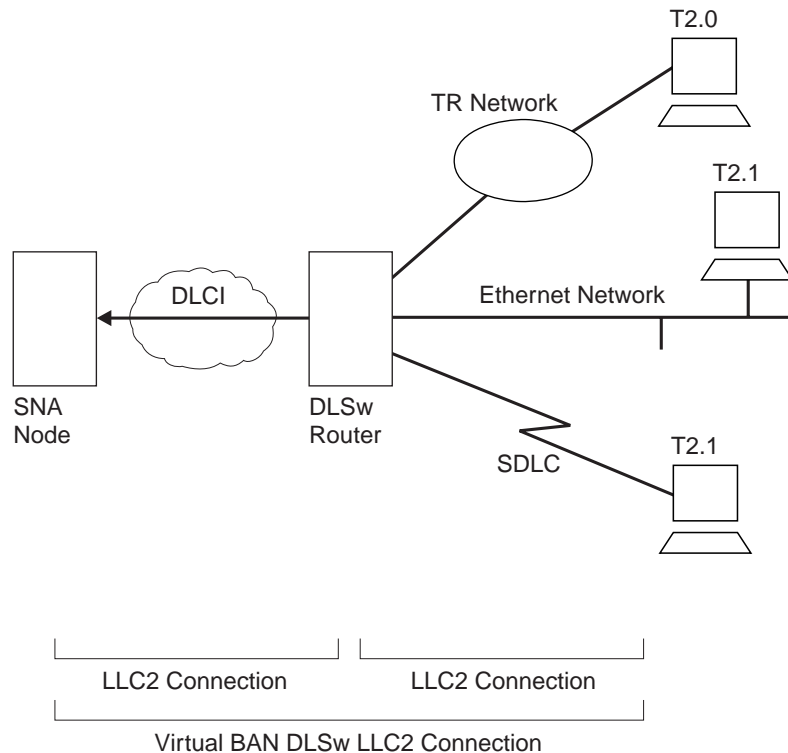 T2.0
TR Network
T2.1
DLCI
Ethernet Network
SNA
Node
DLSw
Router
SDLC
T2.1
LLC2 Connection
LLC2 Connection
Virtual BAN DLSw LLC2 Connection